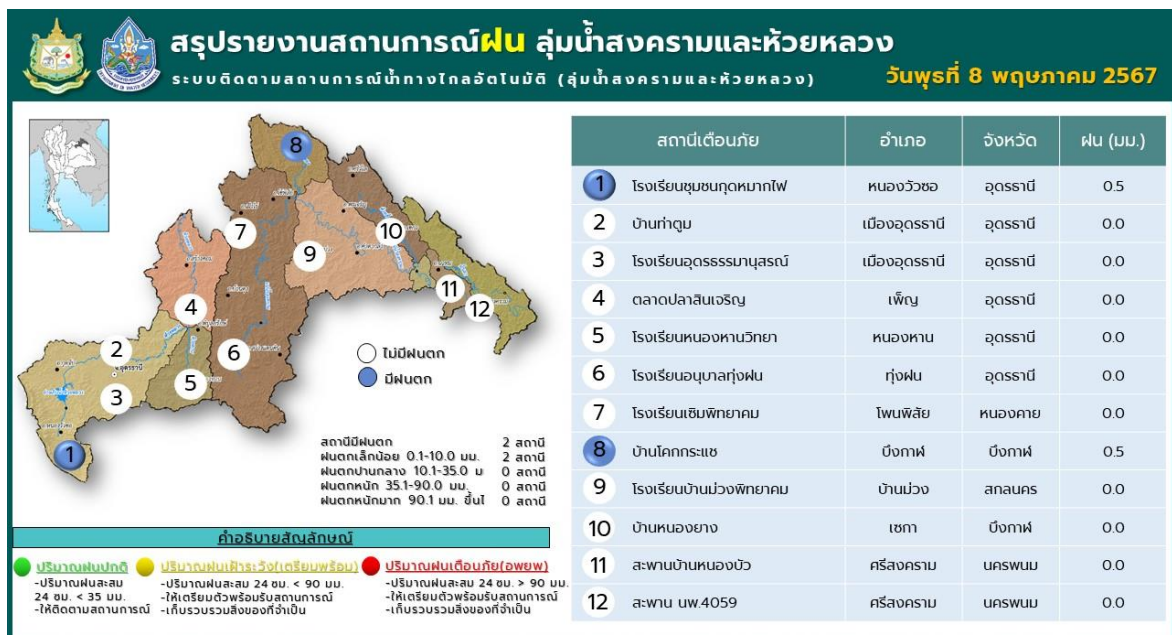 สรุปรายงานสถานการณ์ฝน ลุ่มน้ำสงครามและห้วยหลวง
ระบบติดตามสถานการณ์น้ำทางไกลอัตโนมัติ (ลุ่มน้ำสงครามและห้วยหลวง)
วันพุธที่ 8 พฤษภาคม 2567
8
7
10
9
4
11
12
2
6
5
3
1
อ.อุดรธานี
ไม่มีฝนตก
มีฝนตก
สถานีมีฝนตก 2 สถานี
ฝนตกเล็กน้อย 0.1-10.0 มม. 2 สถานี
ฝนตกปานกลาง 10.1-35.0 ม 0 สถานี
ฝนตกหนัก 35.1-90.0 มม. 0 สถานี
ฝนตกหนักมาก 90.1 มม. ขึ้นไ 0 สถานี
คำอธิบายสัญลักษณ์
ปริมาณฝนปกติ
-ปริมาณฝนสะสม
24 ชม. < 35 มม.
-ให้ติดตามสถานการณ์
ปริมาณฝนเฝ้าระวัง(เตรียมพร้อม)
-ปริมาณฝนสะสม 24 ชม. < 90 มม.
-ให้เตรียมตัวพร้อมรับสถานการณ์
-เก็บรวบรวมสิ่งของที่จำเป็น
ปริมาณฝนเตือนภัย(อพยพ)
-ปริมาณฝนสะสม 24 ชม. > 90 มม.
-ให้เตรียมตัวพร้อมรับสถานการณ์
-เก็บรวบรวมสิ่งของที่จำเป็น
สถานีเตือนภัย อำเภอ จังหวัด ฝน (มม.)
1 โรงเรียนชุมชนกุดหมากไฟ หนองวัวซอ อุดรธานี 0.5
2 บ้านท่าตูม เมืองอุดรธานี อุดรธานี 0.0
3 โรงเรียนอุดรธรรมานุสรณ์ เมืองอุดรธานี อุดรธานี 0.0
4 ตลาดปลาสินเจริญ เพ็ญ อุดรธานี 0.0
5 โรงเรียนหนองหานวิทยา หนองหาน อุดรธานี 0.0
6 โรงเรียนอนุบาลทุ่งฝน ทุ่งฝน อุดรธานี 0.0
7 โรงเรียนเซิมพิทยาคม โพนพิสัย หนองคาย 0.0
8 บ้านโคกกระแซ บึงกาฬ บึงกาฬ 0.5
9 โรงเรียนบ้านม่วงพิทยาคม บ้านม่วง สกลนคร 0.0
10 บ้านหนองยาง เซกา บึงกาฬ 0.0
11 สะพานบ้านหนองบัว ศรีสงคราม นครพนม 0.0
12 สะพาน นพ.4059 ศรีสงคราม นครพนม 0.0